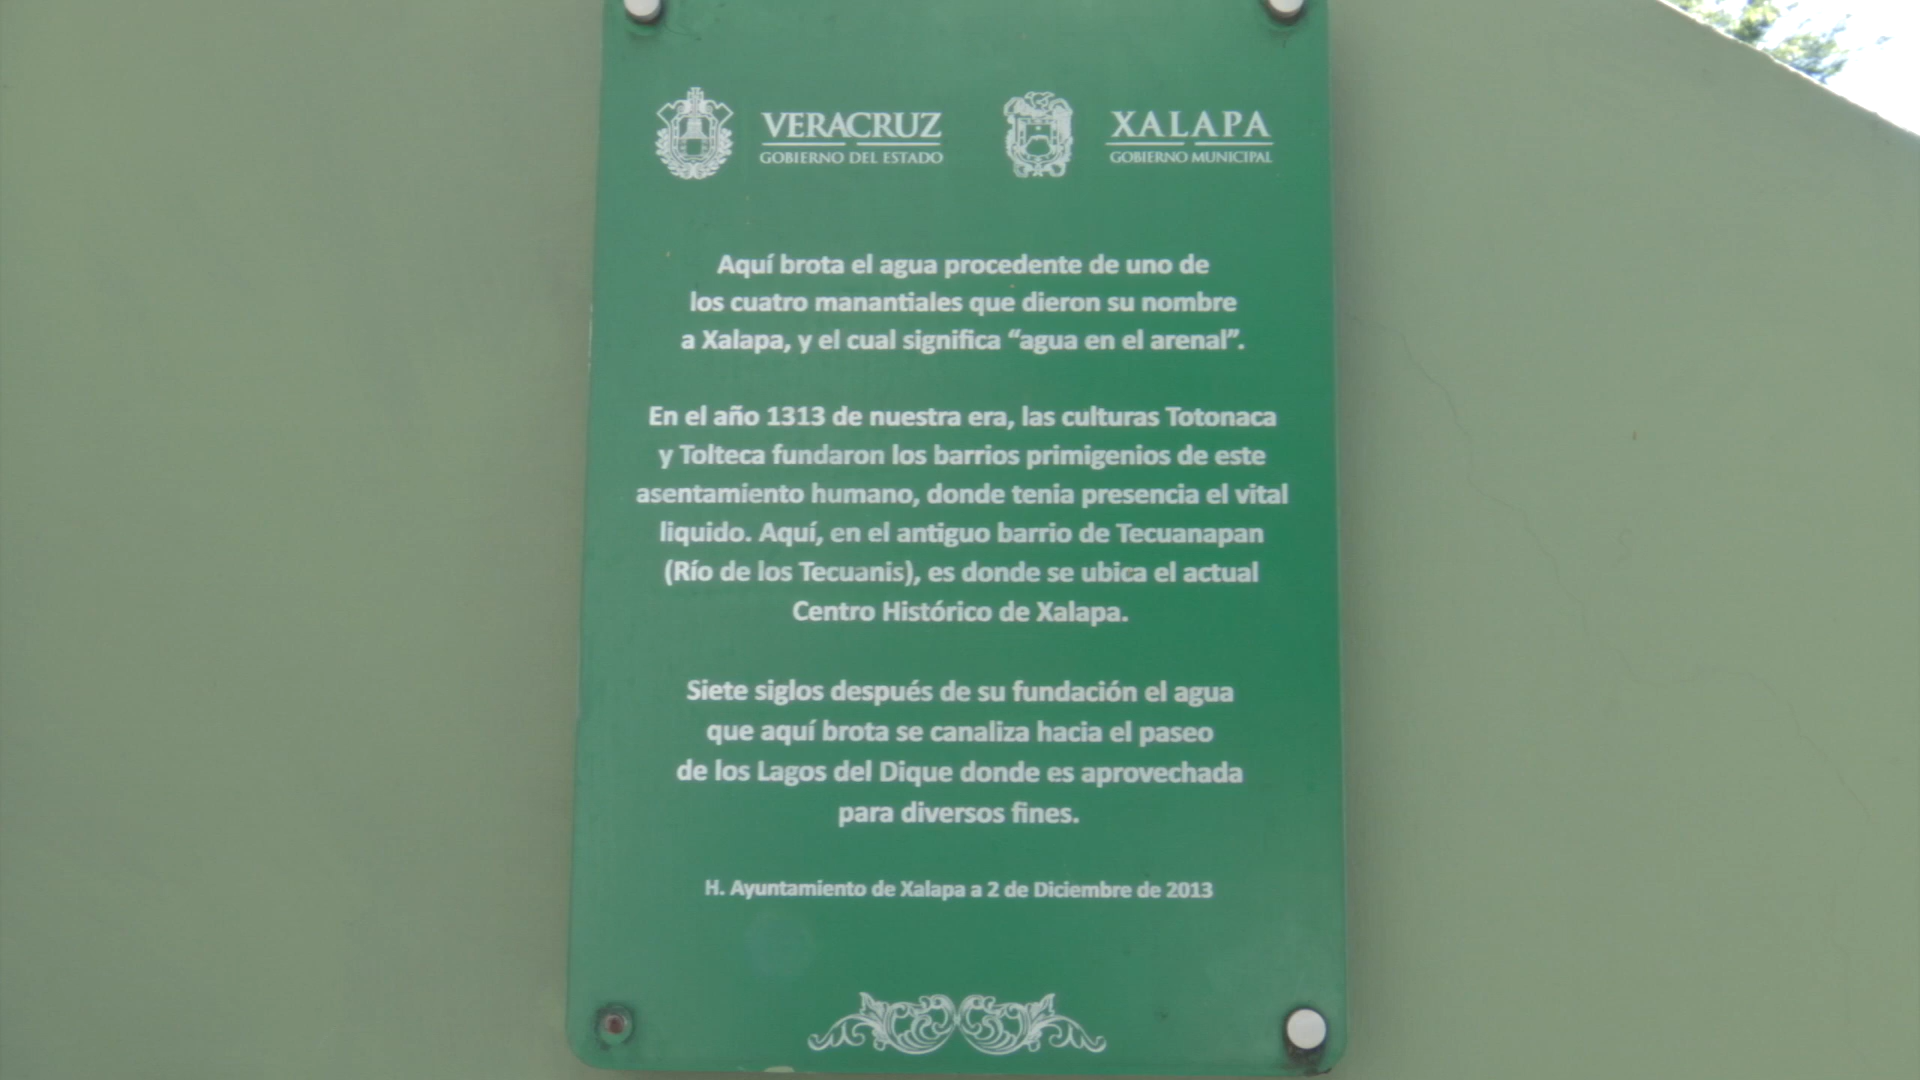 VERACRUZ
GOBIERNO DEL ESTADO
XALAPA
GOBIERNO MUNICIPAL
Aquí brota el agua procedente de uno de
los cuatro manantiales que dieron su nombre
a Xalapa, y el cual significa “agua en el arenal”.
En el año 1313 de nuestra era, las culturas Totonaca
y Tolteca fundaron los barrios primigenios de este
asentamiento humano, donde tenia presencia el vital
liquido. Aquí, en el antiguo barrio de Tecuanapan
(Río de los Tecuanis), es donde se ubica el actual
Centro Histórico de Xalapa.
Siete siglos después de su fundación el agua
que aquí brota se canaliza hacia el paseo
de los Lagos del Dique donde es aprovechada
para diversos fines.
H. Ayuntamiento de Xalapa a 2 de Diciembre de 2013